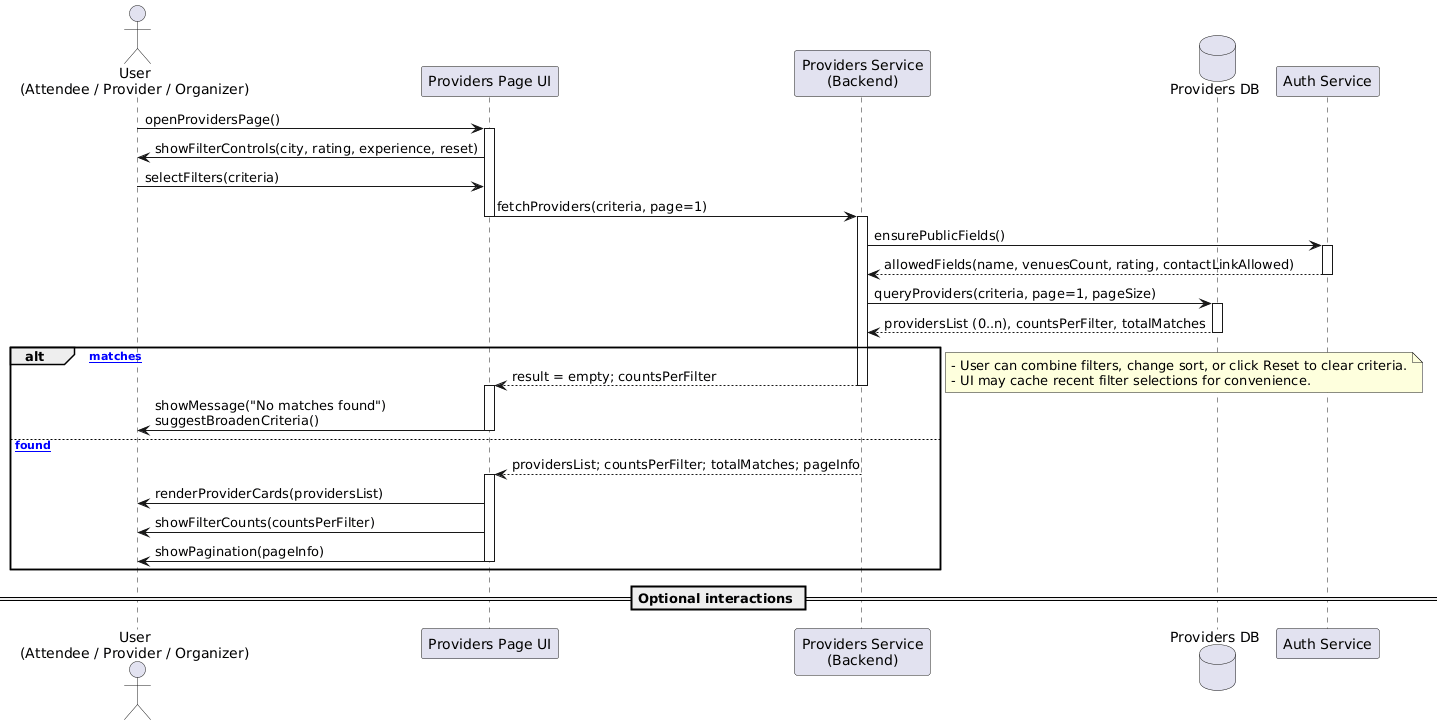 User
(Attendee / Provider / Organizer)
Providers Page UI
Providers Service
(Backend)
Providers DB
Auth Service
openProvidersPage()
showFilterControls(city, rating, experience, reset)
selectFilters(criteria)
fetchProviders(criteria, page=1)
ensurePublicFields()
allowedFields(name, venuesCount, rating, contactLinkAllowed)
queryProviders(criteria, page=1, pageSize)
providersList (0..n), countsPerFilter, totalMatches
alt
matches
- User can combine filters, change sort, or click Reset to clear criteria.
- UI may cache recent filter selections for convenience.
result = empty; countsPerFilter
showMessage("No matches found")
suggestBroadenCriteria()
found
providersList; countsPerFilter; totalMatches; pageInfo
renderProviderCards(providersList)
showFilterCounts(countsPerFilter)
showPagination(pageInfo)
Optional interactions
User
(Attendee / Provider / Organizer)
Providers Page UI
Providers Service
(Backend)
Providers DB
Auth Service